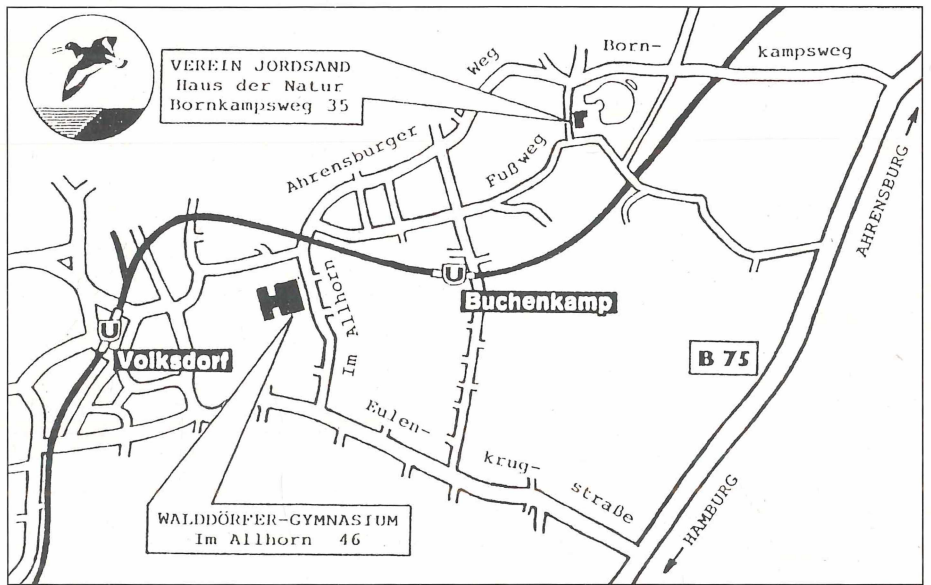 VEREIN JORDSAND
Haus der Natur
Bornkampsweg 35
Weg
Born-
kampsweg
Ahrensburger
Fußweg
AHRENSBURG
U
Buchenkamp
Im Allhorn
U
Volksdorf
B 75
Eulen-
krug-
straße
HAMBURG
WALDDÖRFER-GYMNASIUM
Im Allhorn 46